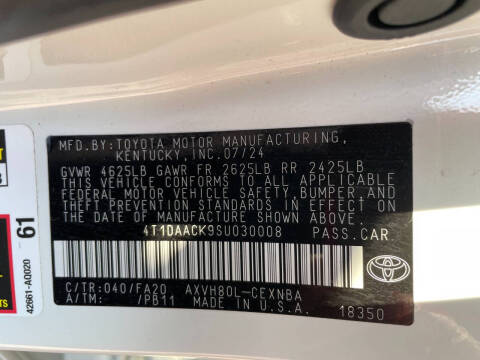 MFD.BY:TOYOTA MOTOR MANUFACTURING,
KENTUCKY,INC.07/24
GVWR 4625LB GAWR FR 2625LB RR 2425LB
THIS VEHICLE CONFORMS TO ALL APPLICABLE
FEDERAL MOTOR VEHICLE SAFETY, BUMPER,AND
THEFT PREVENTION STANDARDS IN EFFECT ON
THE DATE OF MANUFACTURE SHOWN ABOVE.
4T1DAACK9SU030008 PASS.CAR
C/TR:040/FA20 AXVH80L-CEXNBA
A/TM: /PB11 MADE IN U.S.A. 18350
TOYOTA
61
42661-A0020